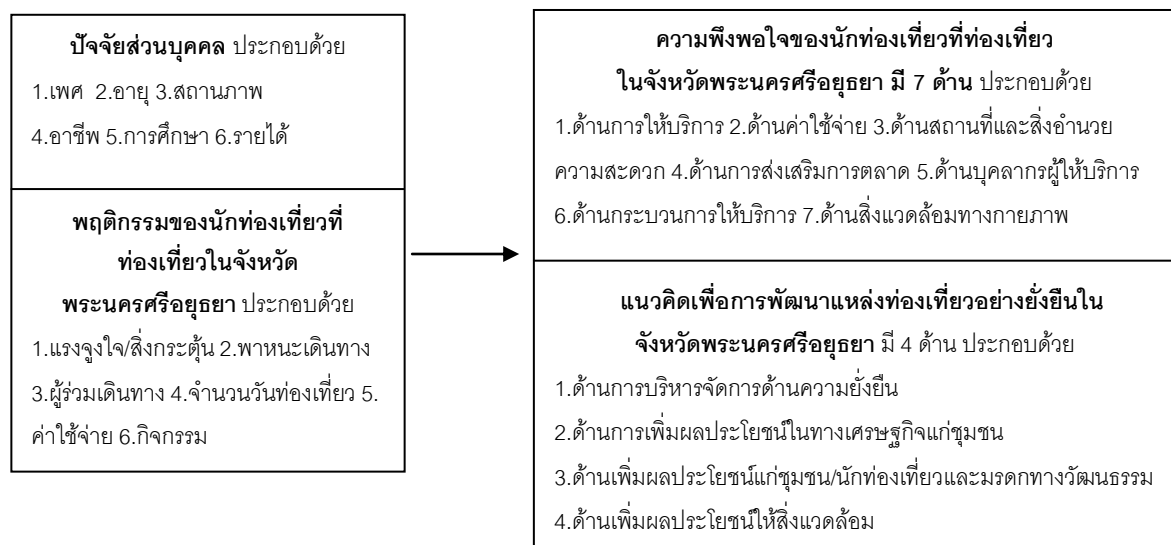 ปัจจัยส่วนบุคคล ประกอบด้วย
1.เพศ 2.อายุ 3.สถานภาพ
4.อาชีพ 5.การศึกษา 6.รายได้
พฤติกรรมของนักท่องเที่ยวที่
ท่องเที่ยวในจังหวัด
พระนครศรีอยุธยา ประกอบด้วย
1.แรงจูงใจ/สิ่งกระตุ้น 2.พาหนะเดินทาง
3.ผู้ร่วมเดินทาง 4.จำนวนวันท่องเที่ยว 5.
ค่าใช้จ่าย 6.กิจกรรม
ความพึงพอใจของนักท่องเที่ยวที่ท่องเที่ยว
ในจังหวัดพระนครศรีอยุธยา มี 7 ด้าน ประกอบด้วย
1.ด้านการให้บริการ 2.ด้านค่าใช้จ่าย 3.ด้านสถานที่และสิ่งอำนวย
ความสะดวก 4.ด้านการส่งเสริมการตลาด 5.ด้านบุคลากรผู้ให้บริการ
6.ด้านกระบวนการให้บริการ 7.ด้านสิ่งแวดล้อมทางกายภาพ
แนวคิดเพื่อการพัฒนาแหล่งท่องเที่ยวอย่างยั่งยืนใน
จังหวัดพระนครศรีอยุธยา มี 4 ด้าน ประกอบด้วย
1.ด้านการบริหารจัดการด้านความยั่งยืน
2.ด้านการเพิ่มผลประโยชน์ในทางเศรษฐกิจแก่ชุมชน
3.ด้านเพิ่มผลประโยชน์แก่ชุมชน/นักท่องเที่ยวและมรดกทางวัฒนธรรม
4.ด้านเพิ่มผลประโยชน์ให้สิ่งแวดล้อม